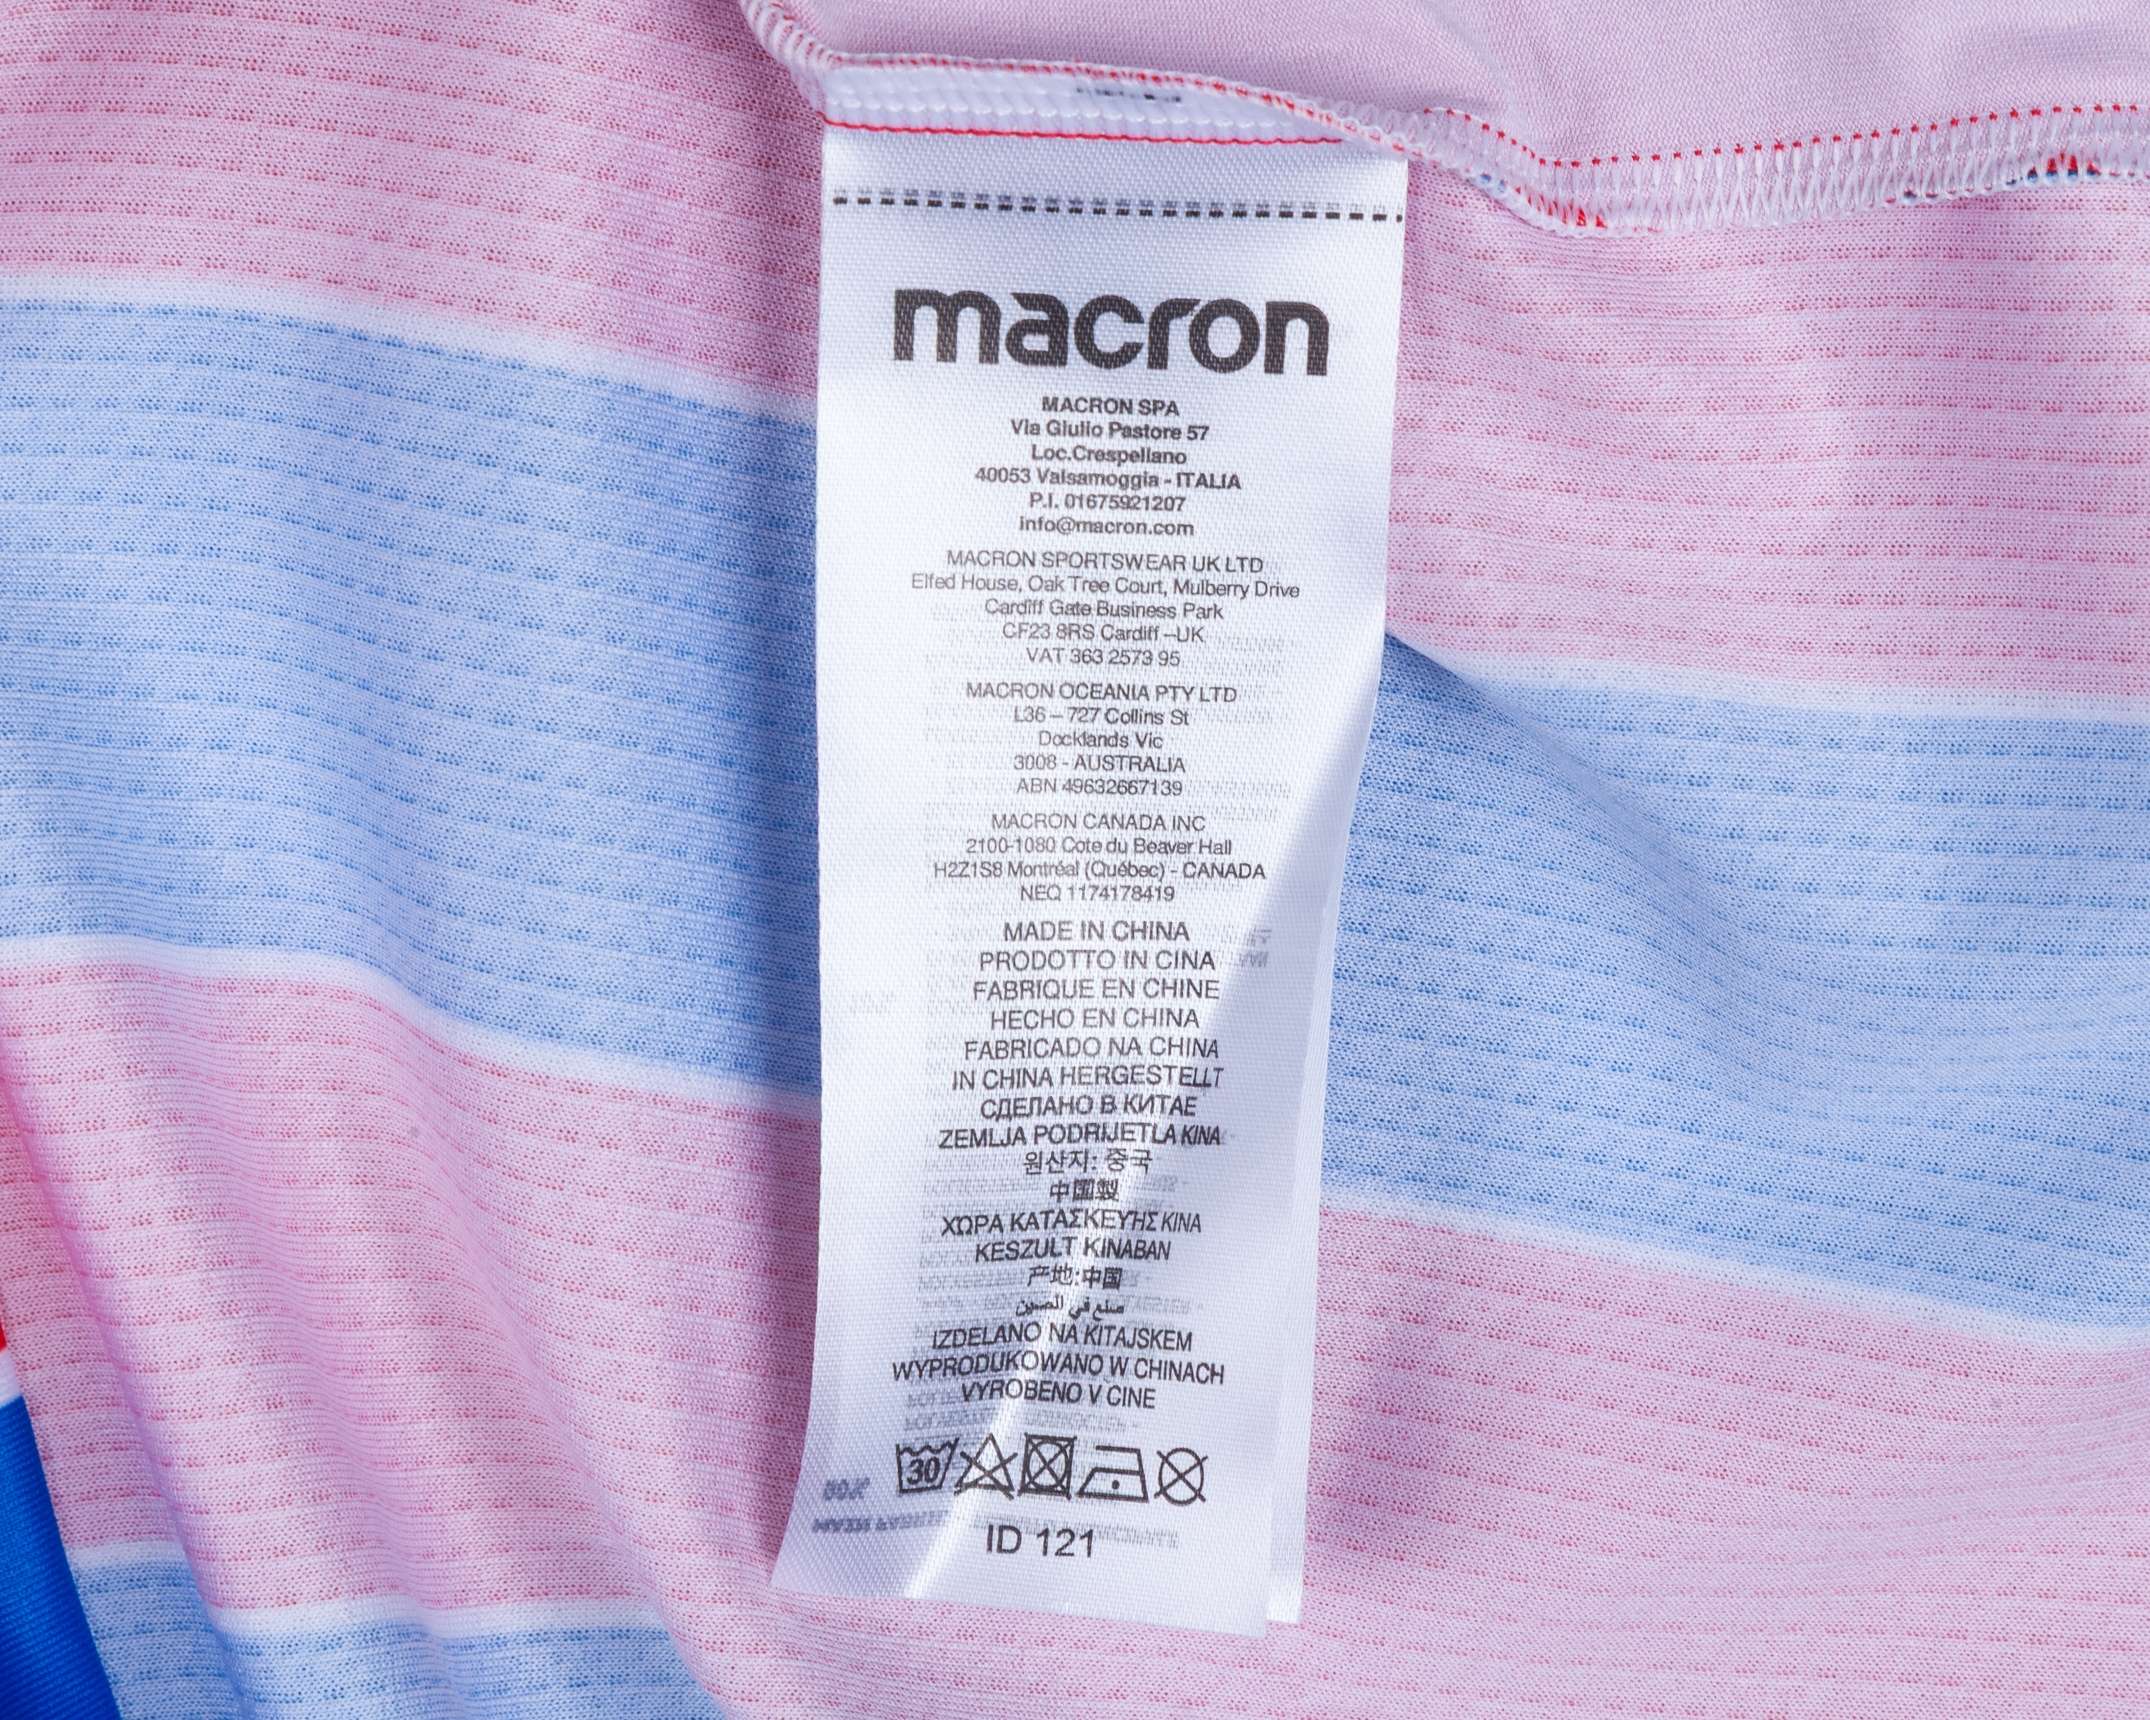 macron
MACRON SPA
Via Giulio Pastore 57
Loc.Crespellano
40053 Valsamoggia - ITALIA
P.I. 01675921207
info@macron.com
MACRON SPORTSWEAR UK LTD
Elfed House, Oak Tree Court, Mulberry Drive
Cardiff Gate Business Park
CF23 8RS Cardiff –UK
VAT 363 2573 95
MACRON OCEANIA PTY LTD
L36 – 727 Collins St
Docklands Vic
3008 - AUSTRALIA
ABN 49632667139
MACRON CANADA INC
2100-1080 Cote du Beaver Hall
H2Z1S8 Montréal (Québec) - CANADA
NEQ 1174178419
MADE IN CHINA
PRODOTTO IN CINA
FABRIQUE EN CHINE
HECHO EN CHINA
FABRICADO NA CHINA
IN CHINA HERGESTELLT
СДЕЛАНО В КИТАЕ
ZEMLJA PODRIJETLA KINA
원산지: 중국
中国製
ΧΩΡΑ ΚΑΤΑΣΚΕΥΉΣ ΚΙΝΑ
KESZULT KINABAN
产地:中国
صنع في الصين
IZDELANO NA KITAJSKEM
WYPRODUKOWANO W CHINACH
VYROBENO V CINE
30
ID 121